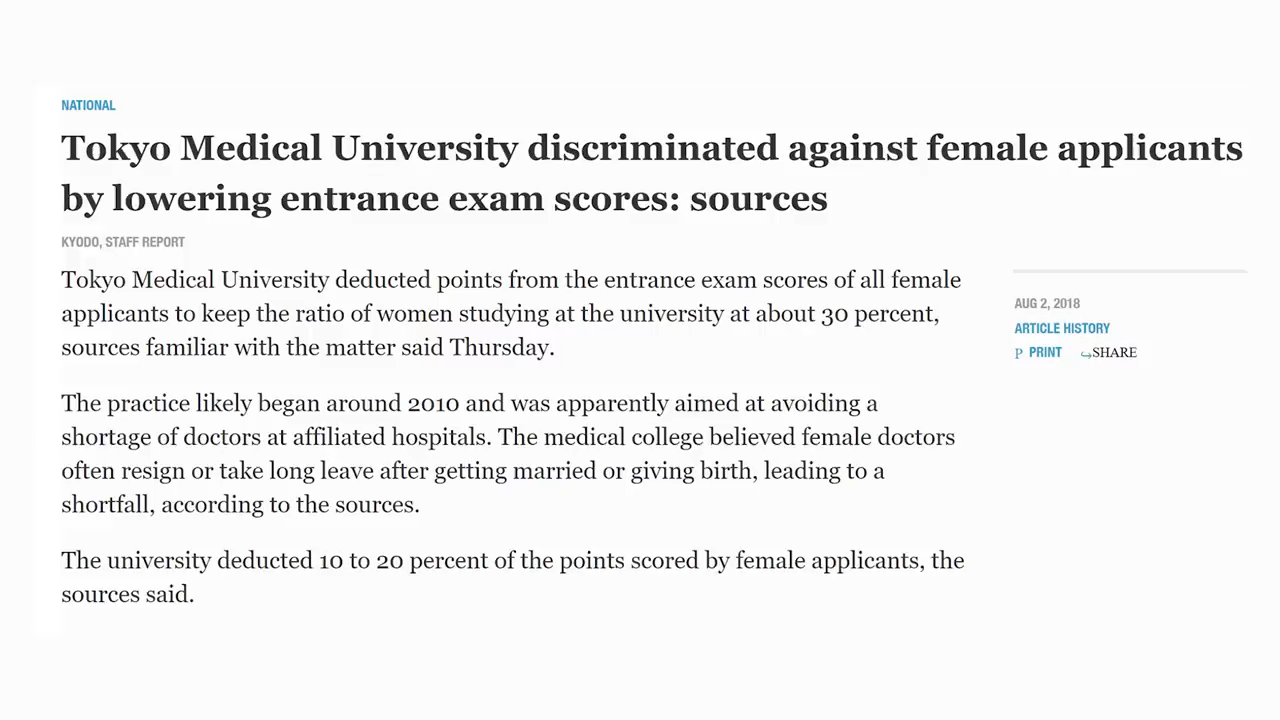 NATIONAL
Tokyo Medical University discriminated against female applicants
by lowering entrance exam scores: sources
KYODO, STAFF REPORT
Tokyo Medical University deducted points from the entrance exam scores of all female
applicants to keep the ratio of women studying at the university at about 30 percent,
sources familiar with the matter said Thursday.
The practice likely began around 2010 and was apparently aimed at avoiding a
shortage of doctors at affiliated hospitals. The medical college believed female doctors
often resign or take long leave after getting married or giving birth, leading to a
shortfall, according to the sources.
The university deducted 10 to 20 percent of the points scored by female applicants, the
sources said.
AUG 2, 2018
ARTICLE HISTORY
P PRINT SHARE